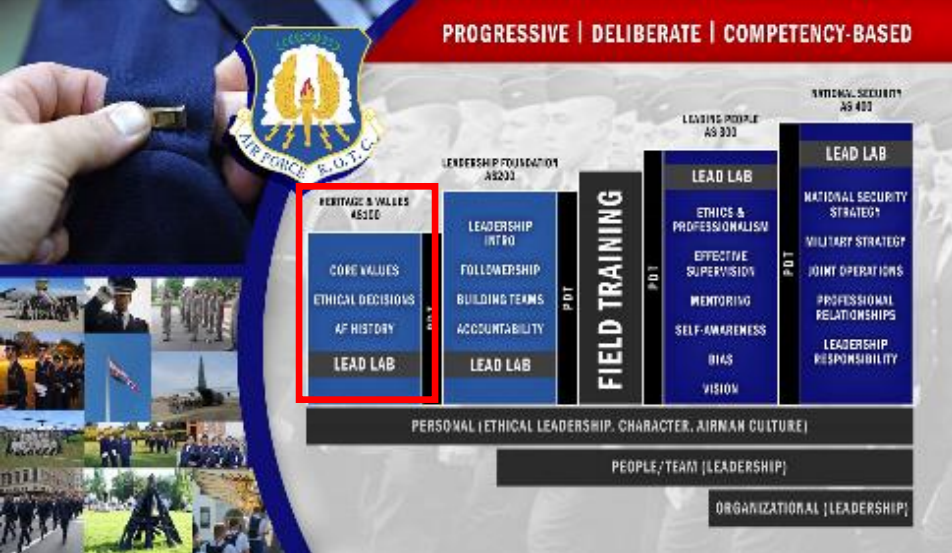 PROGRESSIVE | DELIBERATE | COMPETENCY-BASED
AIR FORCE R.O.T.C.
HERITAGE & VALUES
AS100
CORE VALUES
ETHICAL DECISIONS
AF HISTORY
LEAD LAB
PDT
LEADERSHIP FOUNDATION
AS200
LEADERSHIP
INTRO
FOLLOWERSHIP
BUILDING TEAMS
ACCOUNTABILITY
LEAD LAB
PDT
FIELD TRAINING
PDT
LEADING PEOPLE
AS 300
LEAD LAB
ETHICS &
PROFESSIONALISM
EFFECTIVE
SUPERVISION
MENTORING
SELF-AWARENESS
BIAS
VISION
PDT
NATIONAL SECURITY
AS 400
LEAD LAB
NATIONAL SECURITY
STRATEGY
MILITARY STRATEGY
JOINT OPERATIONS
PROFESSIONAL
RELATIONSHIPS
LEADERSHIP
RESPONSIBILITY
PERSONAL (ETHICAL LEADERSHIP, CHARACTER, AIRMAN CULTURE)
PEOPLE/TEAM (LEADERSHIP)
ORGANIZATIONAL (LEADERSHIP)